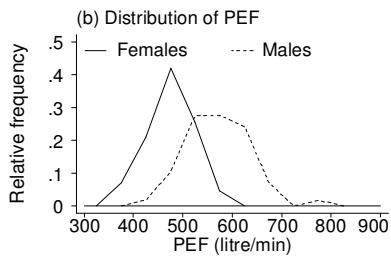 (b) Distribution of PEF
Females Males
Relative frequency
.5
.4
.3
.2
.1
0
300 400 500 600 700 800 900
PEF (litre/min)